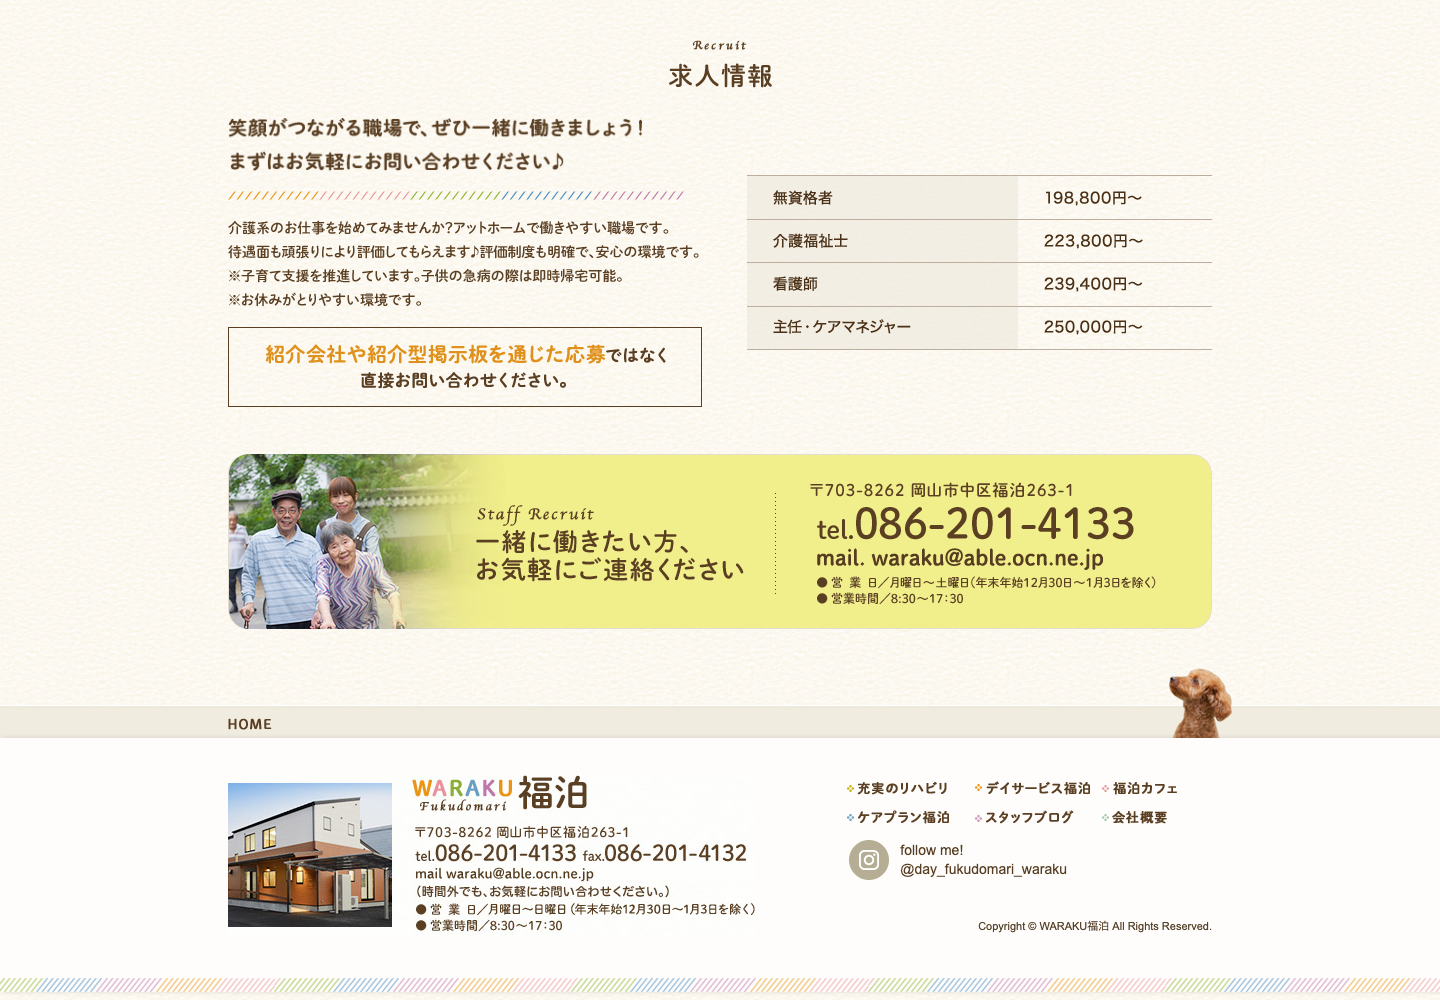 Recruit
求人情報
笑顔がつながる職場で、ぜひ一緒に働きましょう！
まずはお気軽にお問い合わせください♪
介護系のお仕事を始めてみませんか？アットホームで働きやすい職場です。
待遇面も頑張りにより評価してもらえます♪評価制度も明確で、安心の環境です。
※子育て支援を推進しています。子供の急病の際は即時帰宅可能。
※お休みがとりやすい環境です。
紹介会社や紹介型掲示板を通じた応募ではなく
直接お問い合わせください。
無資格者 198,800円〜
介護福祉士 223,800円〜
看護師 239,400円〜
主任・ケアマネジャー 250,000円〜
Staff Recruit
一緒に働きたい方、
お気軽にご連絡ください
〒703-8262 岡山市中区福泊263-1
tel.086-201-4133
mail. waraku@able.ocn.ne.jp
●営 業 日／月曜日〜土曜日（年末年始12月30日〜1月3日を除く）
●営業時間／8:30〜17：30
HOME
WARAKU 福泊
Fukudomari
〒703-8262 岡山市中区福泊263-1
tel.086-201-4133 fax.086-201-4132
mail waraku@able.ocn.ne.jp
（時間外でも、お気軽にお問い合わせください。）
●営 業 日／月曜日〜日曜日（年末年始12月30日〜1月3日を除く）
●営業時間／8:30〜17：30
充実のリハビリ デイサービス福泊 福泊カフェ
ケアプラン福泊 スタッフブログ 会社概要
follow me!
@day_fukudomari_waraku
Copyright © WARAKU福泊 All Rights Reserved.